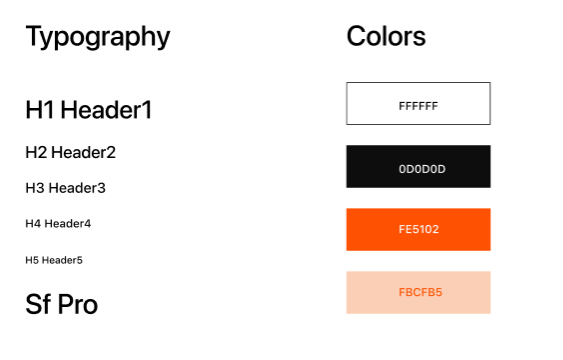 Typography
H1 Header1
H2 Header2
H3 Header3
H4 Header4
H5 Header5
Sf Pro
Colors
FFFFFF
0D0D0D
FE5102
FBCFB5